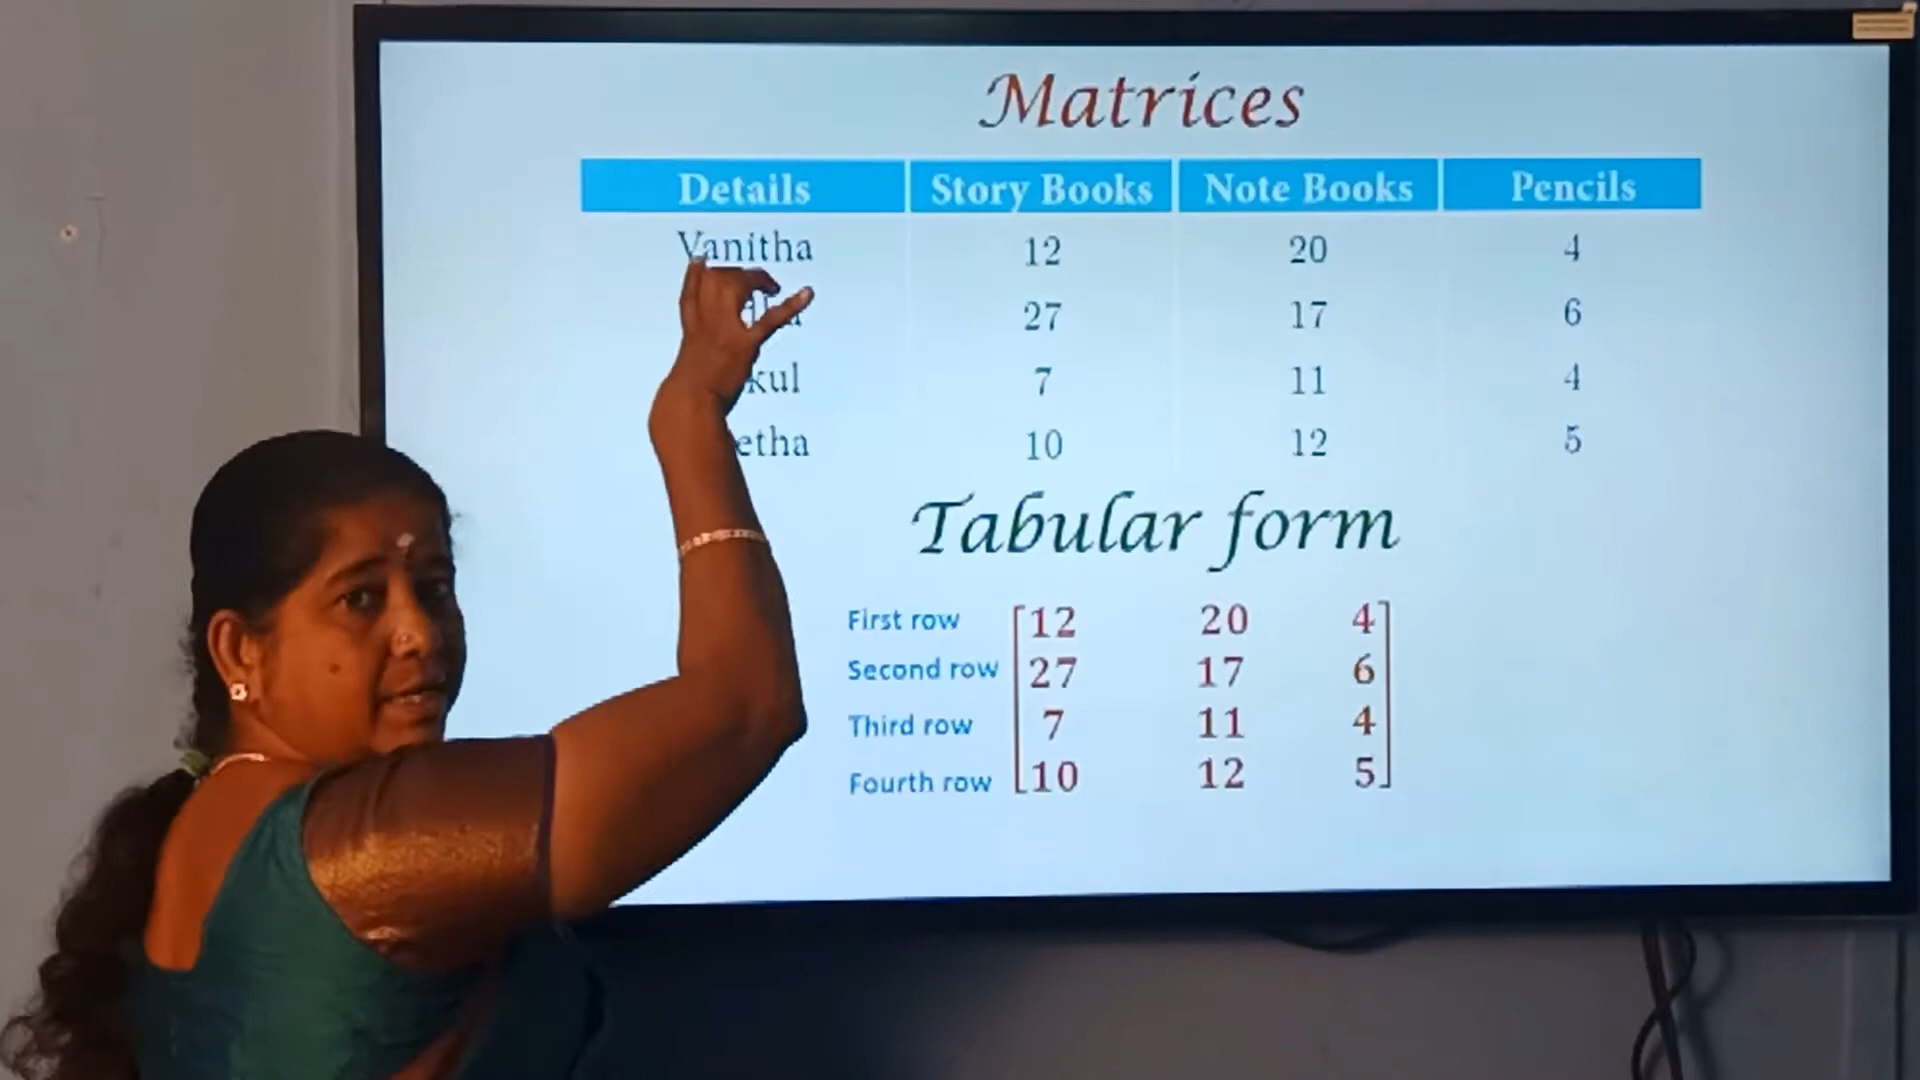 Matrices
Details Story Books Note Books Pencils
Vanitha 12 20 4
27 17 6
7 11 4
10 12 5
Tabular form
First row 12 20 4
Second row 27 17 6
Third row 7 11 4
Fourth row 10 12 5